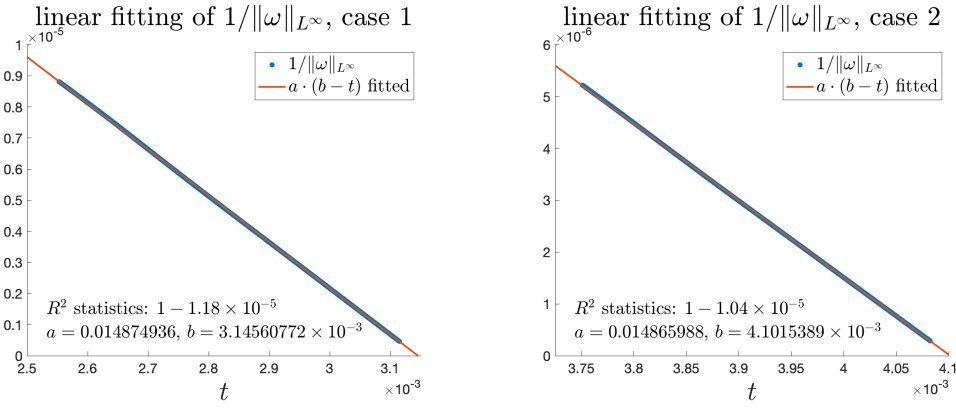 linear fitting of 1/‖ω‖_{L^∞}, case 1
×10^{-5}
1
0.9
0.8
0.7
0.6
0.5
0.4
0.3
0.2
0.1
0
1/‖ω‖_{L^∞}
a · (b − t) fitted
R^2 statistics: 1 − 1.18 × 10^{-5}
a = 0.014874936, b = 3.14560772 × 10^{-3}
2.5 2.6 2.7 2.8 2.9 3 3.1
×10^{-3}
t
linear fitting of 1/‖ω‖_{L^∞}, case 2
×10^{-6}
6
5
4
3
2
1
0
1/‖ω‖_{L^∞}
a · (b − t) fitted
R^2 statistics: 1 − 1.04 × 10^{-5}
a = 0.014865988, b = 4.1015389 × 10^{-3}
3.75 3.8 3.85 3.9 3.95 4 4.05 4.1
×10^{-3}
t